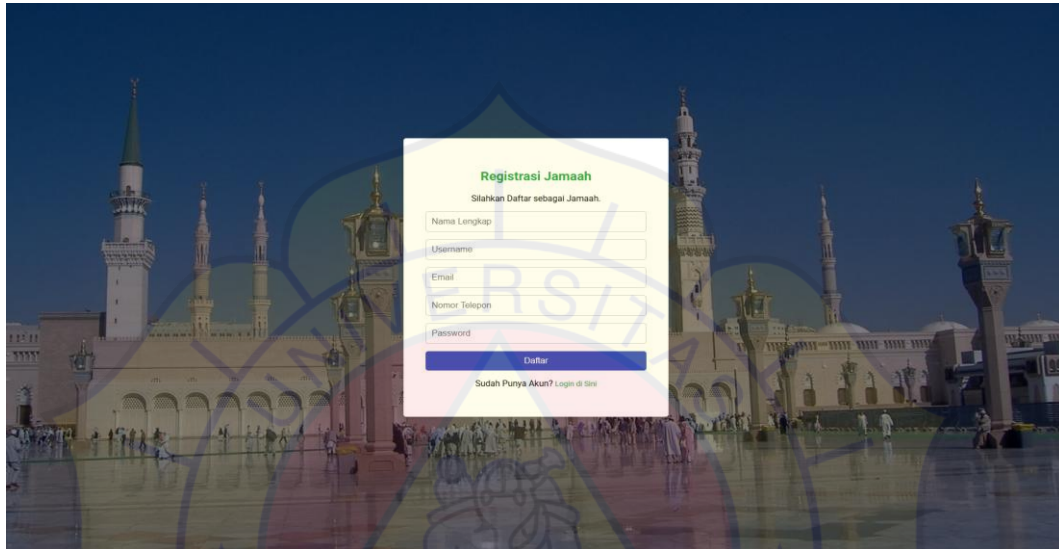 Registrasi Jamaah
Silahkan Daftar sebagai Jamaah.
Nama Lengkap
Username
Email
Nomor Telepon
Password
Daftar
Sudah Punya Akun? Login di Sini
UNIVERSITAS